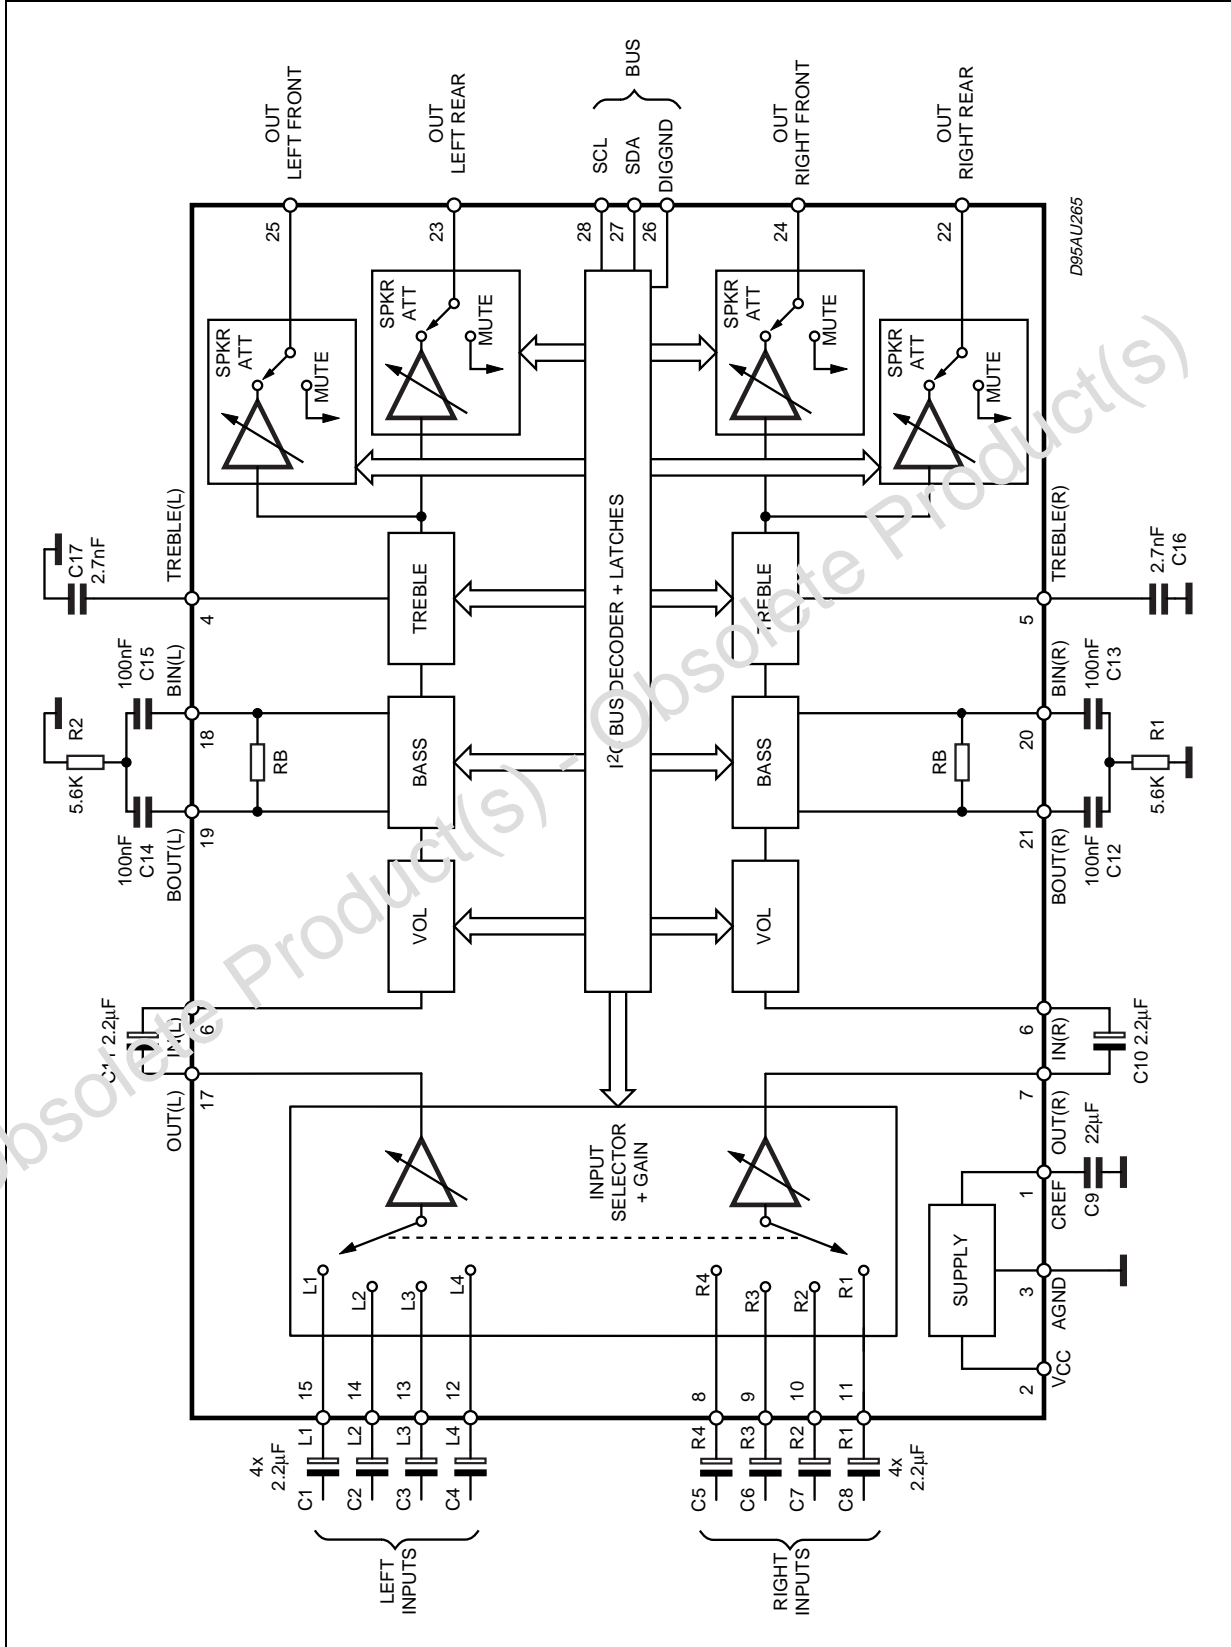 OUT
LEFT FRONT
OUT
LEFT REAR
BUS
SCL
SDA
DIGGND
OUT
RIGHT FRONT
OUT
RIGHT REAR
25
23
28
27
26
24
22
D95AU265
SPKR
ATT
MUTE
SPKR
ATT
MUTE
SPKR
ATT
MUTE
SPKR
ATT
MUTE
C17
2.7nF
TREBLE(L)
4
TREBLE
I²C BUS DECODER + LATCHES
TREBLE
5
TREBLE(R)
2.7nF
C16
R2
5.6K
100nF
C15
BIN(L)
18
100nF
C14
BOUT(L)
19
RB
BASS
BASS
RB
20
BIN(R)
100nF
C13
21
BOUT(R)
100nF
C12
R1
5.6K
VOL
VOL
2.2µF
IN(L)
6
OUT(L)
17
6
IN(R)
7
OUT(R)
C10 2.2µF
INPUT
SELECTOR
+ GAIN
L1
L2
L3
L4
R4
R3
R2
R1
SUPPLY
1
CREF
C9
22µF
3
AGND
2
VCC
15
14
13
12
8
9
10
11
L1
L2
L3
L4
R4
R3
R2
R1
4x
2.2µF
C1
C2
C3
C4
C5
C6
C7
C8
4x
2.2µF
LEFT
INPUTS
RIGHT
INPUTS
Obsolete Product(s) - Obsolete Product(s)